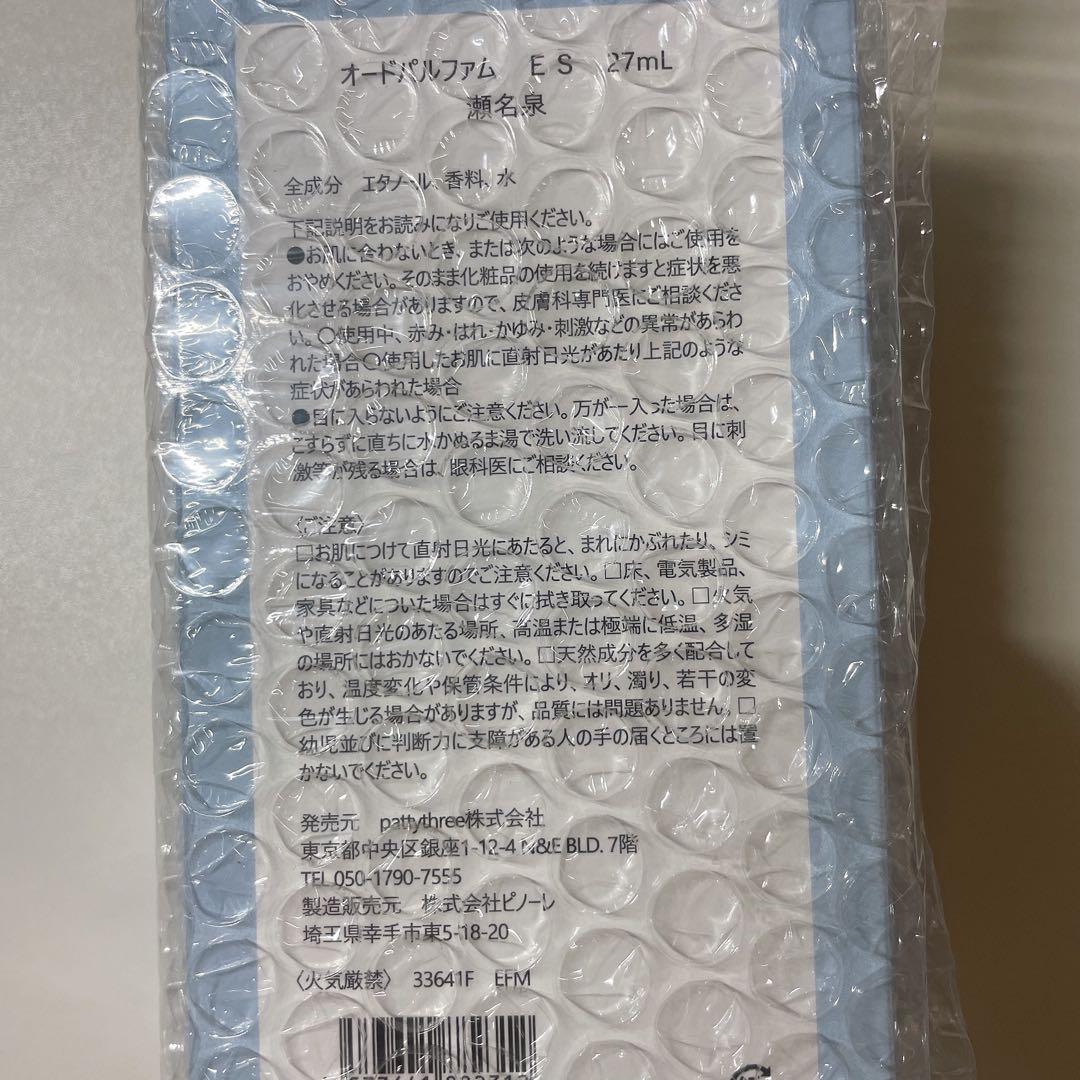 オードパルファム　ＥＳ　27mL
瀬名泉
全成分　エタノール、香料、水
下記説明をお読みになりご使用ください。
●お肌に合わないとき、または次のような場合にはご使用を
おやめください。そのまま化粧品の使用を続けますと症状を悪
化させる場合がありますので、皮膚科専門医にご相談くださ
い。〇使用中、赤み・はれ・かゆみ・刺激などの異常があらわ
れた場合〇使用したお肌に直射日光があたり上記のような
症状があらわれた場合
●目に入らないようにご注意ください。万が一入った場合は、
こすらずに直ちに水かぬるま湯で洗い流してください。目に刺
激等が残る場合は、眼科医にご相談ください。
〈ご注意〉
□お肌につけて直射日光にあたると、まれにかぶれたり、シミ
になることがありますのでご注意ください。□床、電気製品、
家具などについた場合はすぐに拭き取ってください。□火気
や直射日光のあたる場所、高温または極端に低温、多湿
の場所にはおかないでください。□天然成分を多く配合して
おり、温度変化や保管条件により、オリ、濁り、若干の変
色が生じる場合がありますが、品質には問題ありません。□
幼児並びに判断力に支障がある人の手の届くところには置
かないでください。
発売元　pattythree株式会社
東京都中央区銀座1-12-4 N&E BLD. 7階
TEL 050-1790-7555
製造販売元　株式会社ピノーレ
埼玉県幸手市東5-18-20
〈火気厳禁〉　33641F　EFM